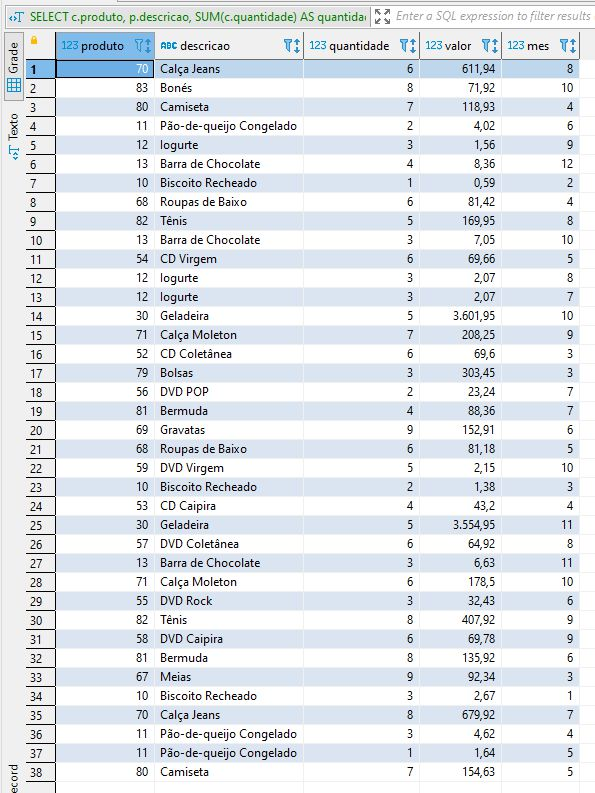 SELECT c.produto, p.descricao, SUM(c.quantidade) AS quantidad Enter a SQL expression to filter results
Grade
Texto
ecord
123 produto ABC descricao 123 quantidade 123 valor 123 mes
1 70 Calça Jeans 6 611,94 8
2 83 Bonés 8 71,92 10
3 80 Camiseta 7 118,93 4
4 11 Pão-de-queijo Congelado 2 4,02 6
5 12 Iogurte 3 1,56 9
6 13 Barra de Chocolate 4 8,36 12
7 10 Biscoito Recheado 1 0,59 2
8 68 Roupas de Baixo 6 81,42 4
9 82 Tênis 5 169,95 8
10 13 Barra de Chocolate 3 7,05 10
11 54 CD Virgem 6 69,66 5
12 12 Iogurte 3 2,07 8
13 12 Iogurte 3 2,07 7
14 30 Geladeira 5 3.601,95 10
15 71 Calça Moleton 7 208,25 9
16 52 CD Coletânea 6 69,6 3
17 79 Bolsas 3 303,45 3
18 56 DVD POP 2 23,24 7
19 81 Bermuda 4 88,36 7
20 69 Gravatas 9 152,91 6
21 68 Roupas de Baixo 6 81,18 5
22 59 DVD Virgem 5 2,15 10
23 10 Biscoito Recheado 2 1,38 3
24 53 CD Caipira 4 43,2 4
25 30 Geladeira 5 3.554,95 11
26 57 DVD Coletânea 6 64,92 8
27 13 Barra de Chocolate 3 6,63 11
28 71 Calça Moleton 6 178,5 10
29 55 DVD Rock 3 32,43 6
30 82 Tênis 8 407,92 9
31 58 DVD Caipira 6 69,78 9
32 81 Bermuda 8 135,92 6
33 67 Meias 9 92,34 3
34 10 Biscoito Recheado 3 2,67 1
35 70 Calça Jeans 8 679,92 7
36 11 Pão-de-queijo Congelado 3 4,62 4
37 11 Pão-de-queijo Congelado 1 1,64 5
38 80 Camiseta 7 154,63 5